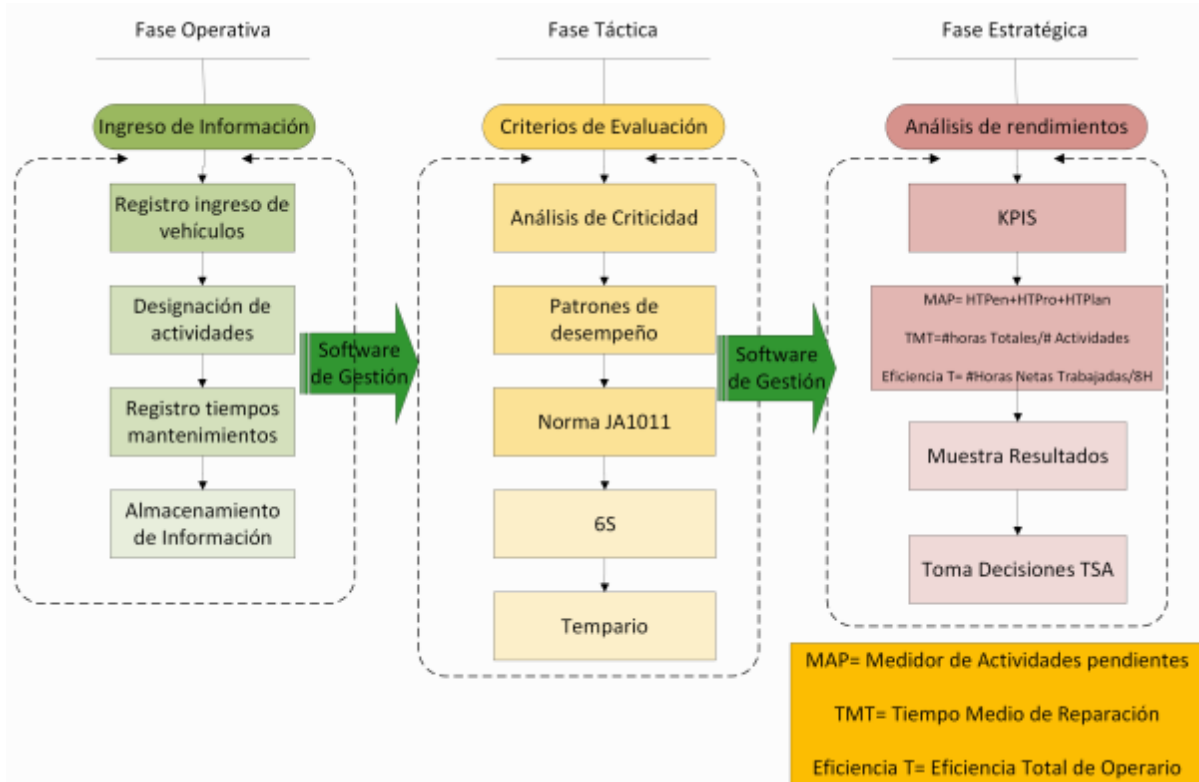 Fase Operativa
Ingreso de Información
Registro ingreso de
vehículos
Designación de
actividades
Registro tiempos
mantenimientos
Almacenamiento
de Información
Software
de Gestión
Fase Táctica
Criterios de Evaluación
Análisis de Criticidad
Patrones de
desempeño
Norma JA1011
6S
Tempario
Software
de Gestión
Fase Estratégica
Análisis de rendimientos
KPIS
MAP= HTPen+HTPro+HTPlan
TMT=#horas Totales/# Actividades
Eficiencia T= #Horas Netas Trabajadas/8H
Muestra Resultados
Toma Decisiones TSA
MAP= Medidor de Actividades pendientes
TMT= Tiempo Medio de Reparación
Eficiencia T= Eficiencia Total de Operario